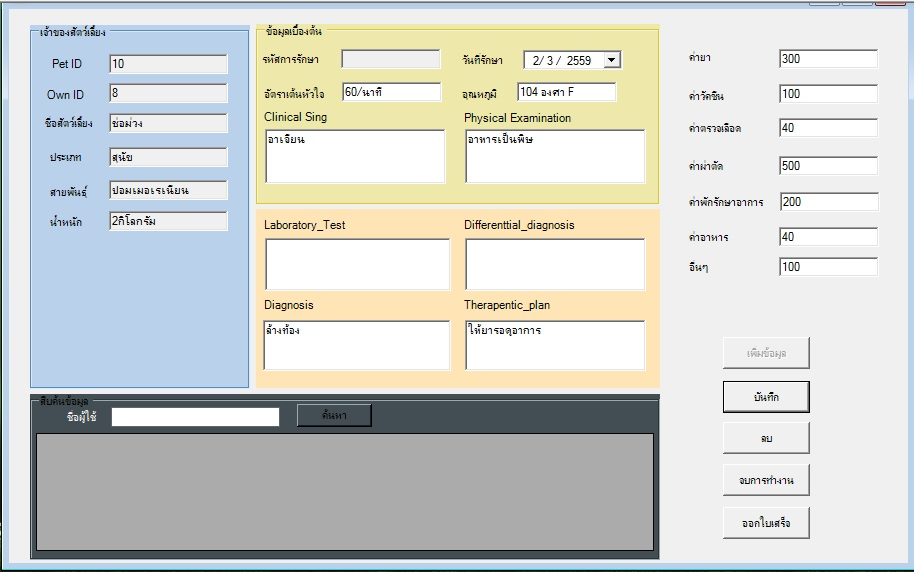 เจ้าของสัตว์เลี้ยง
Pet ID 10
Own ID 8
ชื่อสัตว์เลี้ยง ช่อม่วง
ประเภท สุนัข
สายพันธุ์ ปอมเมอเรเนียน
น้ำหนัก 2กิโลกรัม
ข้อมูลเบื้องต้น
รหัสการรักษา
วันที่รักษา 2/ 3 / 2559
อัตราเต้นหัวใจ 60/นาที
อุณหภูมิ 104 องศา F
Clinical Sing
อาเจียน
Physical Examination
อาหารเป็นพิษ
Laboratory_Test
Differenttial_diagnosis
Diagnosis
ล้างท้อง
Therapentic_plan
ให้ยารอดูอาการ
สืบค้นข้อมูล
ชื่อผู้ใช้
ค้นหา
ค่ายา 300
ค่าวัคซีน 100
ค่าตรวจเลือด 40
ค่าผ่าตัด 500
ค่าพักรักษาอาการ 200
ค่าอาหาร 40
อื่นๆ 100
เพิ่มข้อมูล
บันทึก
ลบ
จบการทำงาน
ออกใบเสร็จ